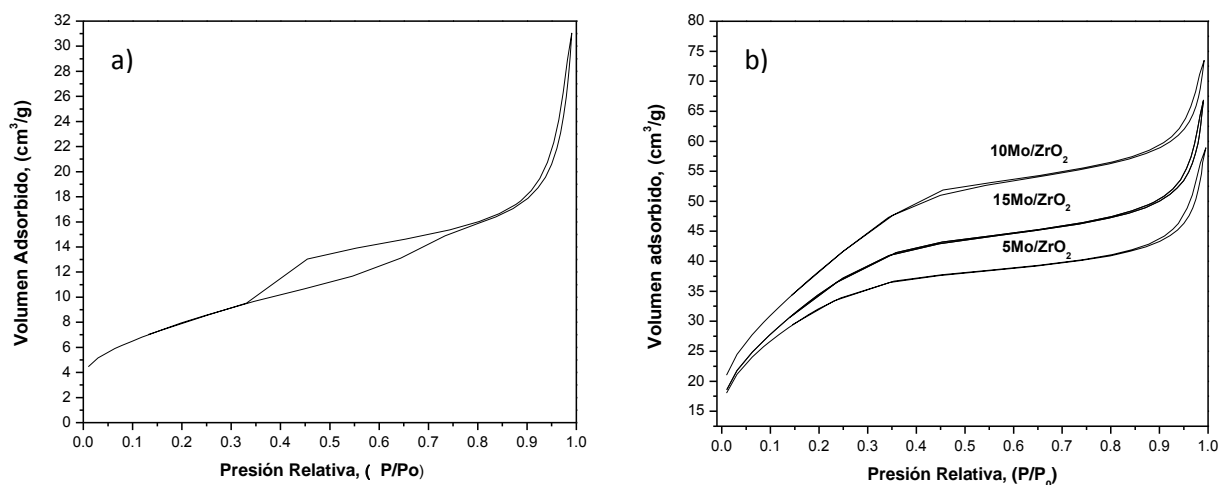 a)
Volumen Adsorbido, (cm³/g)
32
30
28
26
24
22
20
18
16
14
12
10
8
6
4
2
0
0.0 0.1 0.2 0.3 0.4 0.5 0.6 0.7 0.8 0.9 1.0
Presión Relativa, ( P/Po)
b)
Volumen adsorbido, (cm³/g)
80
75
70
65
60
55
50
45
40
35
30
25
20
15
10Mo/ZrO₂
15Mo/ZrO₂
5Mo/ZrO₂
0.0 0.1 0.2 0.3 0.4 0.5 0.6 0.7 0.8 0.9 1.0
Presión Relativa, (P/P₀)